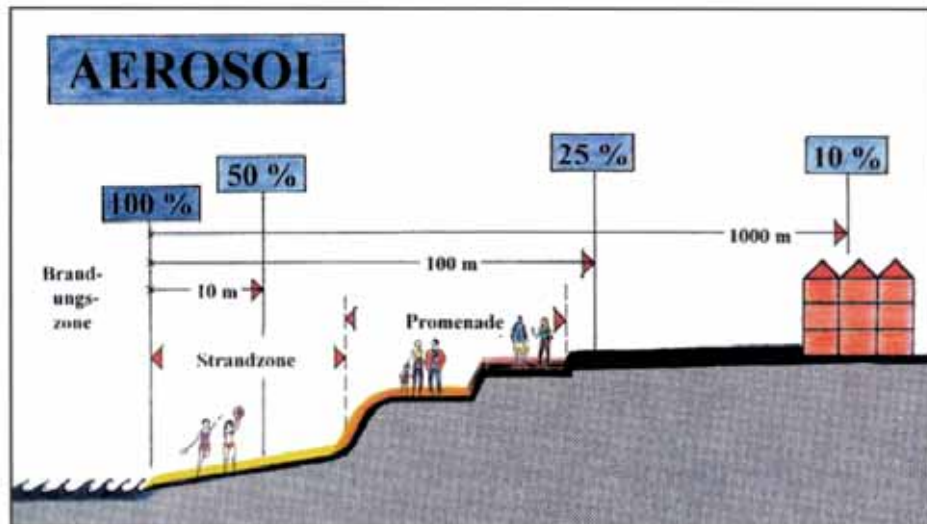 AEROSOL
100 %
50 %
25 %
10 %
1000 m
100 m
10 m
Brand-
ungs-
zone
Promenade
Strandzone